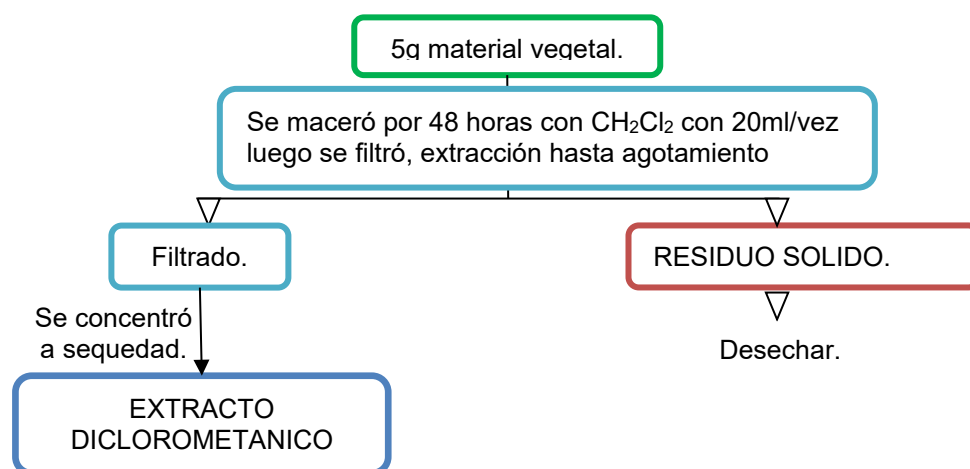 5g material vegetal.
Se maceró por 48 horas con CH₂Cl₂ con 20ml/vez
luego se filtró, extracción hasta agotamiento
Filtrado.
RESIDUO SOLIDO.
Se concentró
a sequedad.
Desechar.
EXTRACTO
DICLOROMETANICO